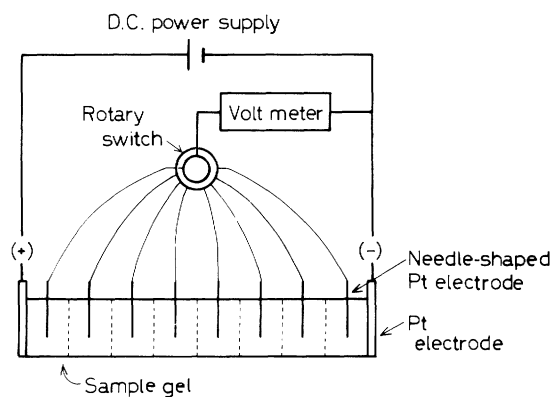 D.C. power supply
Volt meter
Rotary
switch
(+)
(-)
Needle-shaped
Pt electrode
Pt
electrode
Sample gel